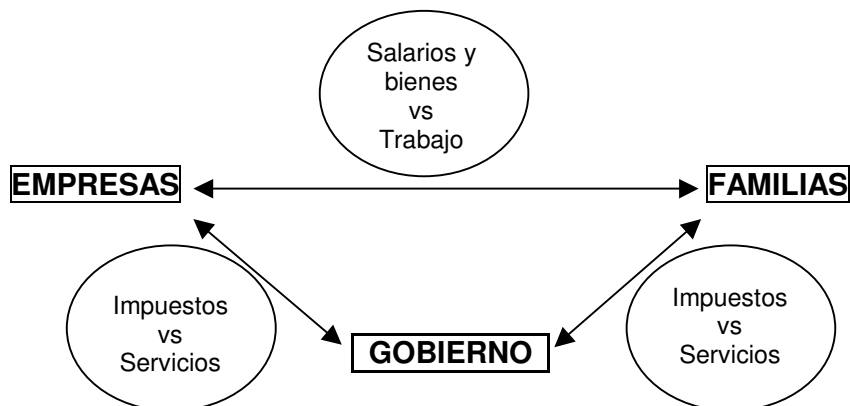 Salarios y
bienes
vs
Trabajo
EMPRESAS
FAMILIAS
Impuestos
vs
Servicios
GOBIERNO
Impuestos
vs
Servicios